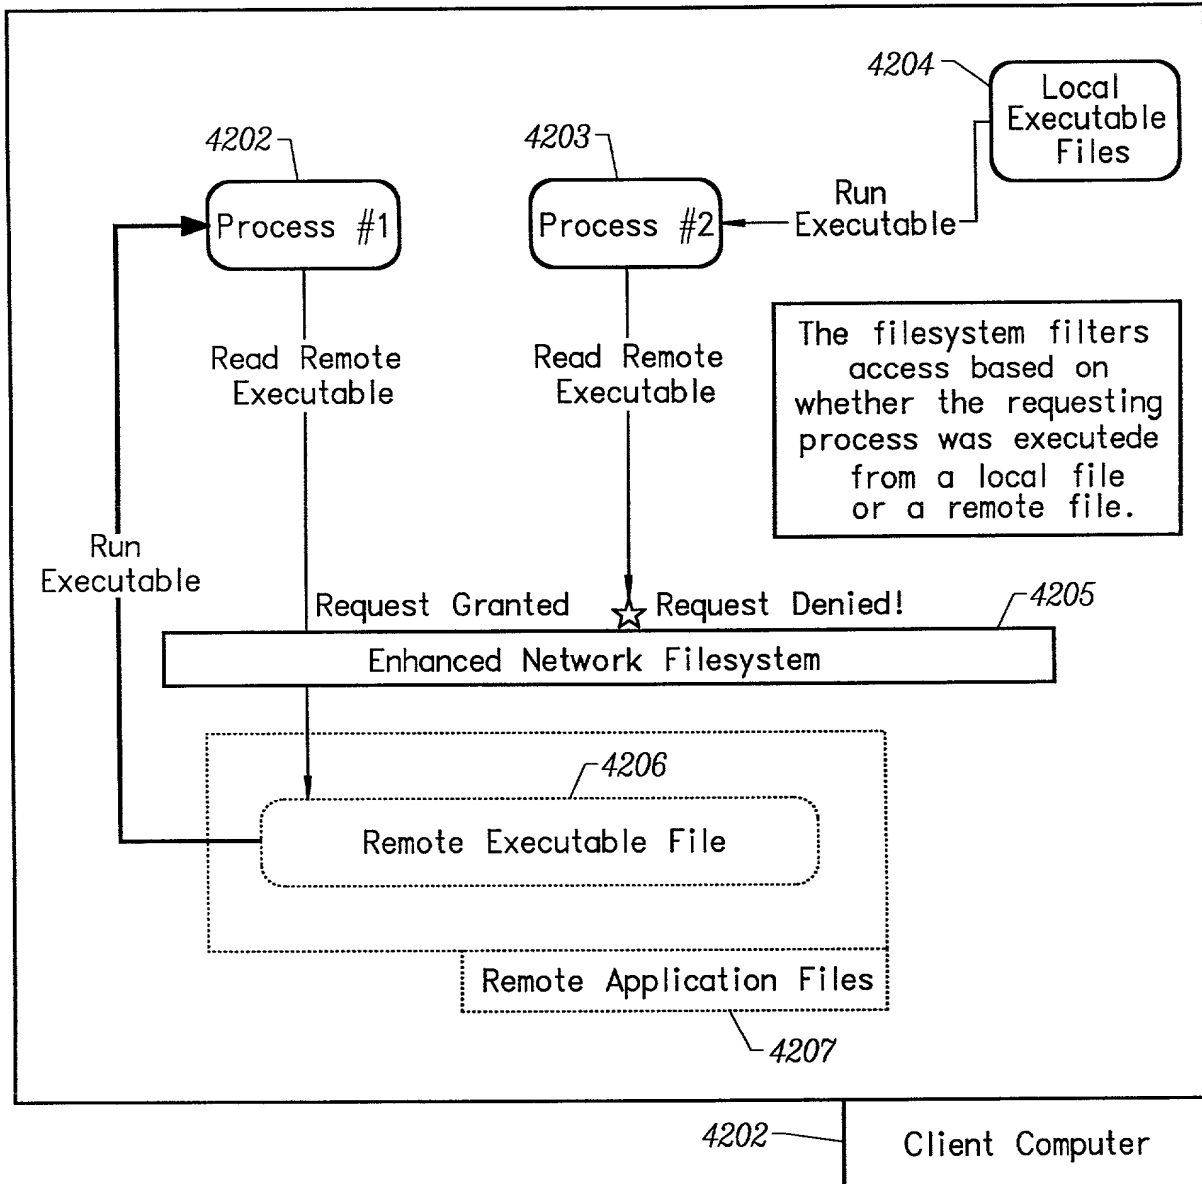 4204
Local
Executable
Files
4202
4203
Process #1
Process #2
Run
Executable
Read Remote
Executable
Read Remote
Executable
The filesystem filters
access based on
whether the requesting
process was executede
from a local file
or a remote file.
Run
Executable
Request Granted
Request Denied!
4205
Enhanced Network Filesystem
4206
Remote Executable File
Remote Application Files
4207
4202
Client Computer